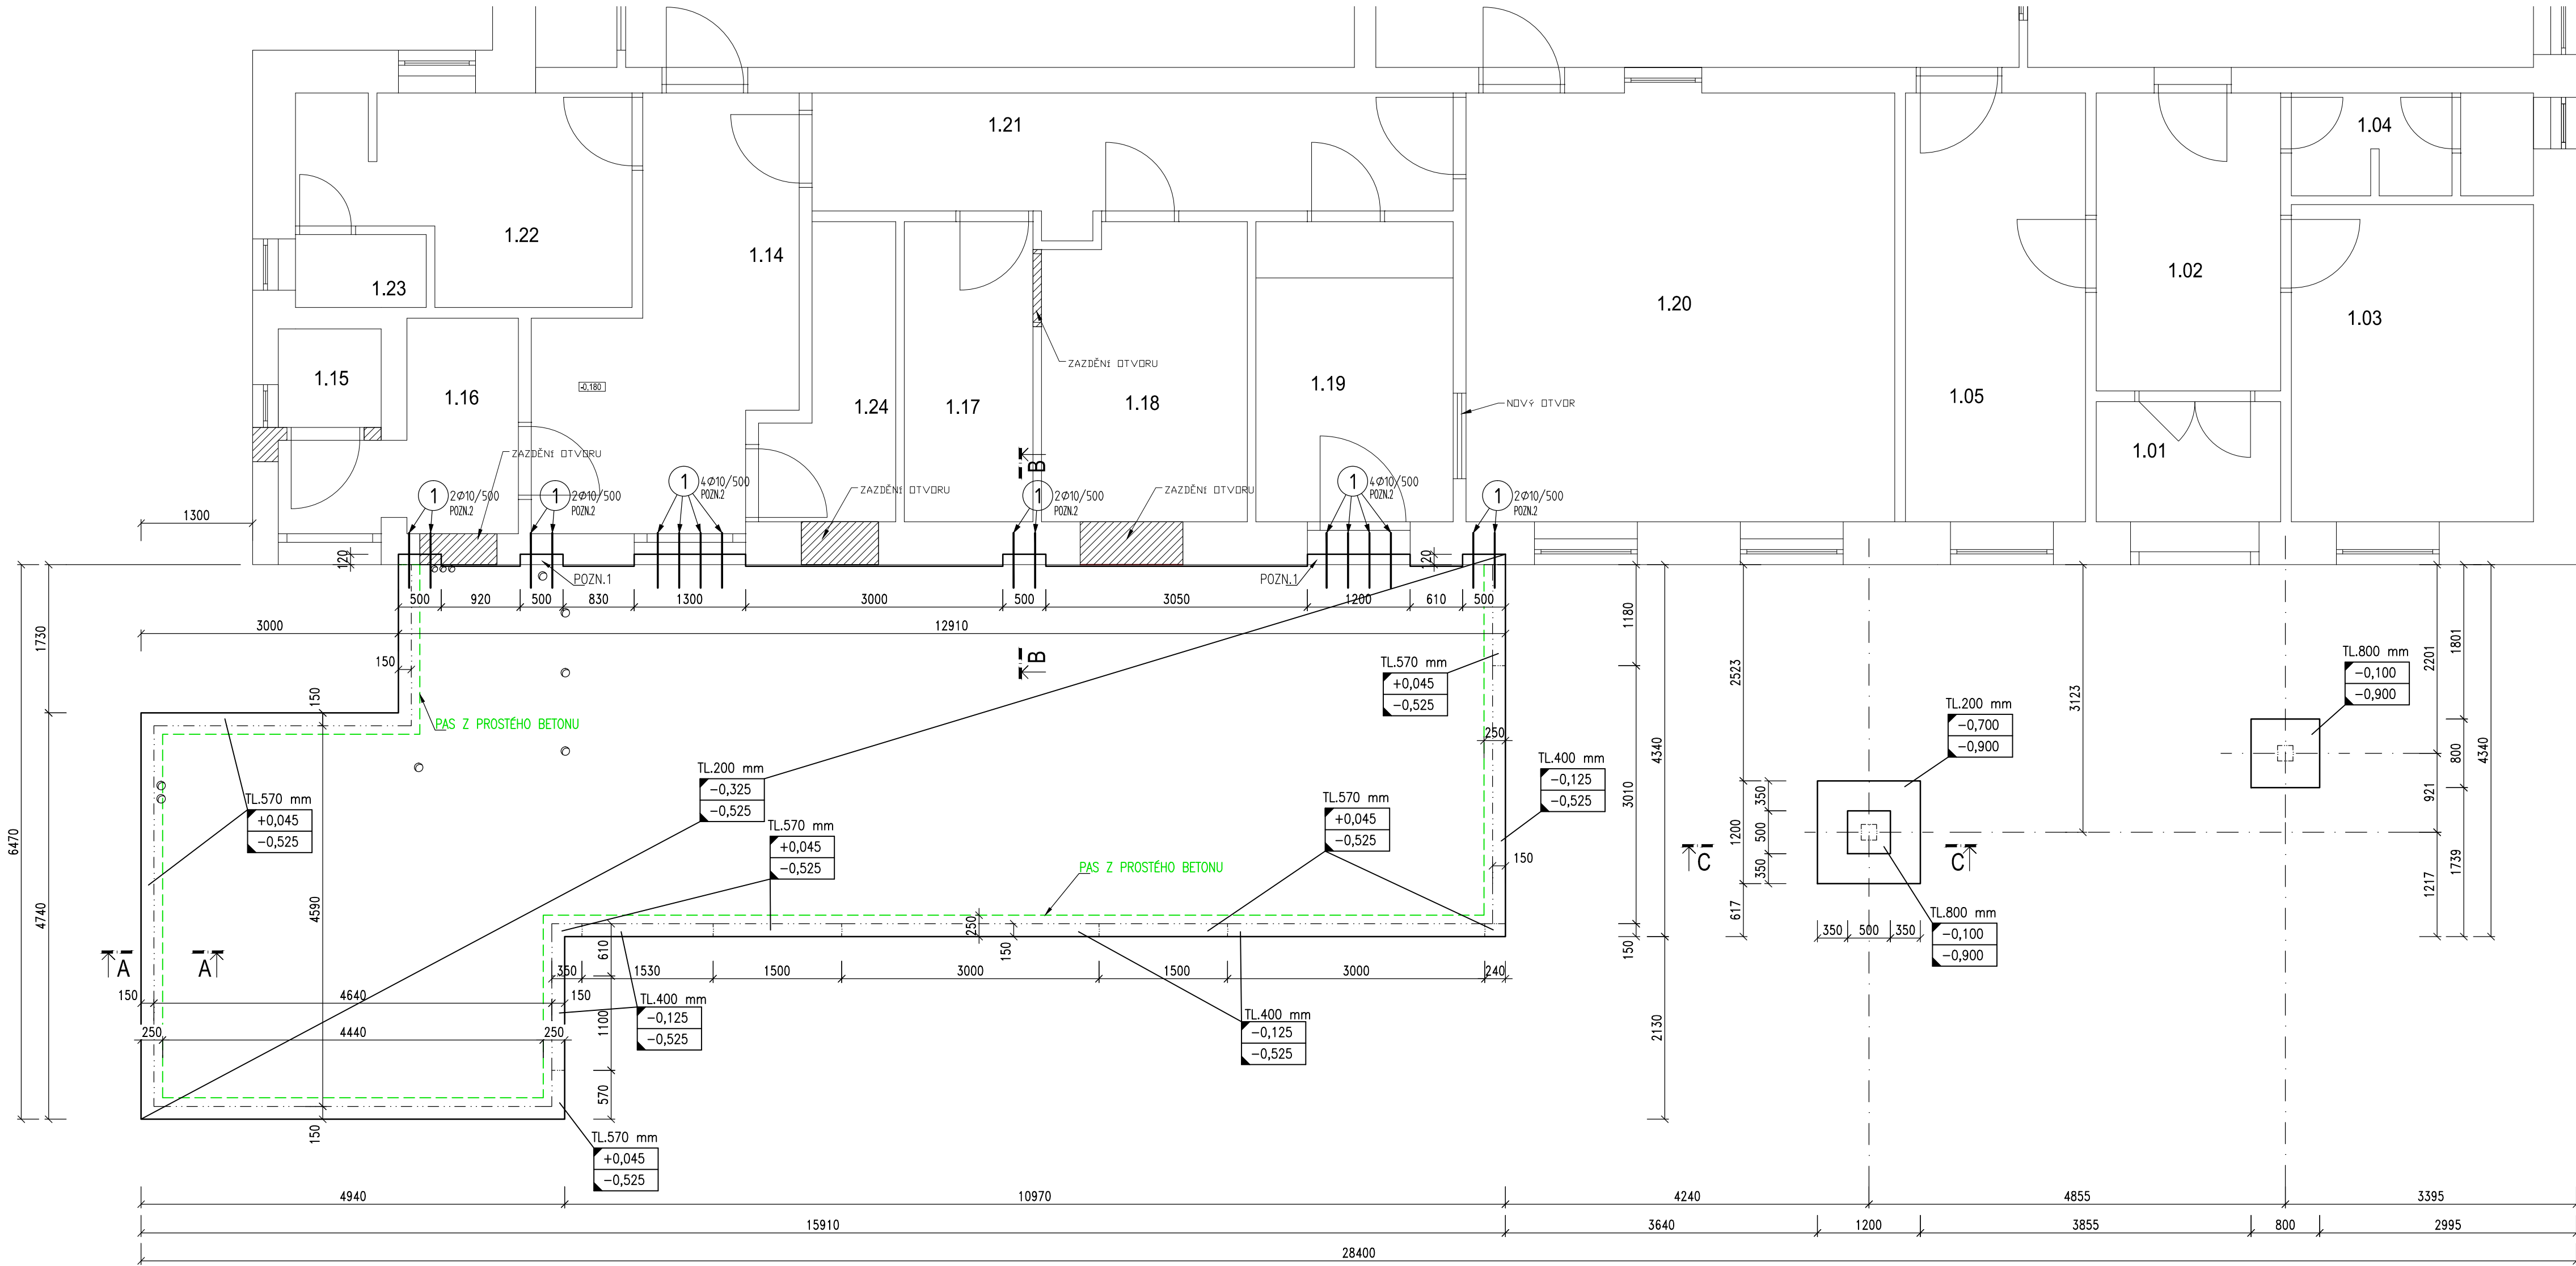 1.21
1.04
1.22
1.14
1.23
1.02
1.20
1.03
ZAZDĚNÍ OTVORU
1.15
1.16
-0,180
1.24
1.17
1.18
1.19
NOVÝ OTVOR
1.05
1.01
ZAZDĚNÍ OTVORU
B
1 2Ø10/500
POZN.2
1 2Ø10/500
POZN.2
1 4Ø10/500
POZN.2
ZAZDĚNÍ OTVORU
1 2Ø10/500
POZN.2
ZAZDĚNÍ OTVORU
1 4Ø10/500
POZN.2
1 2Ø10/500
POZN.2
1300
120
POZN.1
POZN.1
120
500 920 500 830 1300 3000 500 3050 1200 610 500
3000 12910
1730
150
B
150
1180
TL.570 mm
+0,045
-0,525
2523
3123
2201
1801
4340
TL.800 mm
-0,100
-0,900
PAS Z PROSTÉHO BETONU
250
TL.200 mm
-0,700
-0,900
TL.200 mm
-0,325
-0,525
TL.400 mm
-0,125
-0,525
4340
3010
800
921
TL.570 mm
+0,045
-0,525
TL.570 mm
+0,045
-0,525
TL.570 mm
+0,045
-0,525
350
500
350
1200
6470
4740
4590
PAS Z PROSTÉHO BETONU
150
C C
1217
1739
617
TL.800 mm
-0,100
-0,900
350 500 350
A A
610
250
150
150
350 1530 1500 3000 1500 3000 240
150 4640 150
TL.400 mm
-0,125
-0,525
TL.400 mm
-0,125
-0,525
250 4440 250
1100
2130
570
150
TL.570 mm
+0,045
-0,525
4940 10970 4240 4855 3395
15910 3640 1200 3855 800 2995
28400